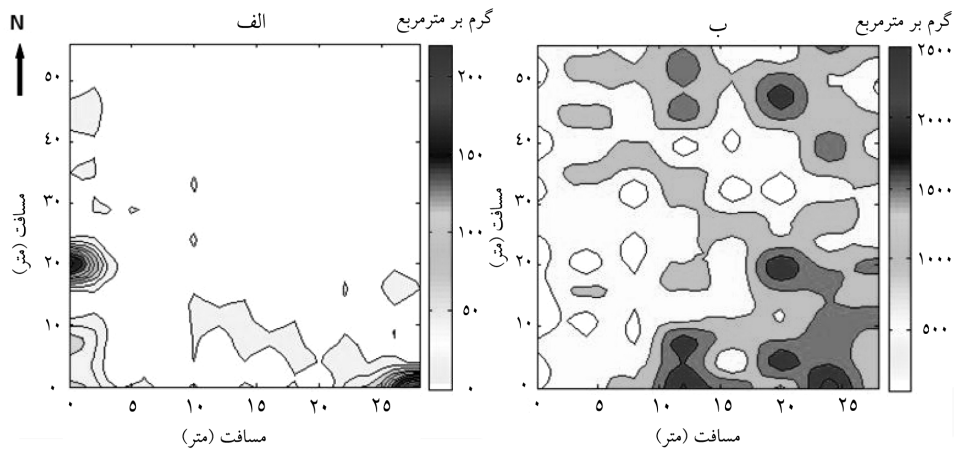 N
الف
گرم بر مترمربع
۲۰۰
۱۵۰
۱۰۰
۵۰
۰
۵۰
۴۰
۳۰
۲۰
۱۰
۰
مسافت (متر)
۰ ۵ ۱۰ ۱۵ ۲۰ ۲۵
مسافت (متر)
ب
گرم بر مترمربع
۲۵۰۰
۲۰۰۰
۱۵۰۰
۱۰۰۰
۵۰۰
۵۰
۴۰
۳۰
۲۰
۱۰
۰
مسافت (متر)
۰ ۵ ۱۰ ۱۵ ۲۰ ۲۵
مسافت (متر)